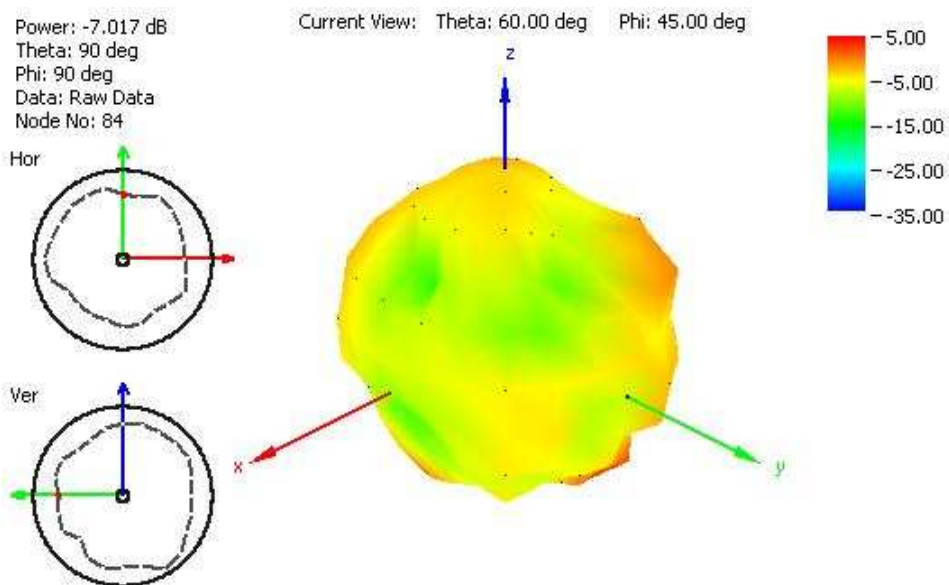 Power: -7.017 dB
Theta: 90 deg
Phi: 90 deg
Data: Raw Data
Node No: 84
Current View: Theta: 60.00 deg Phi: 45.00 deg
Hor
Ver
z
x
y
5.00
-5.00
-15.00
-25.00
-35.00